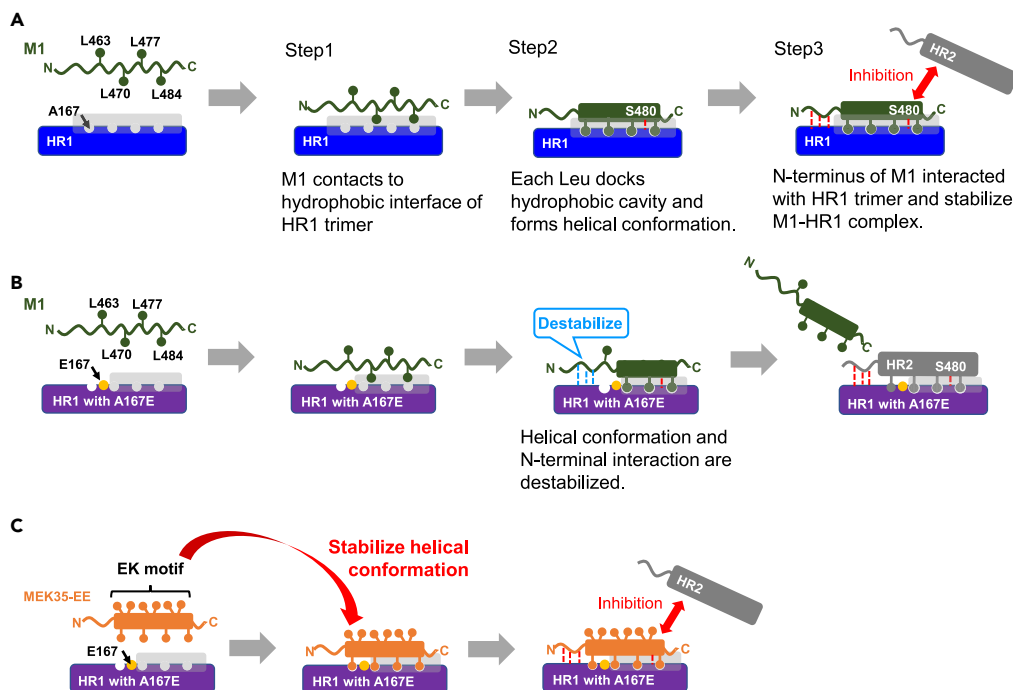 A
M1
L463 L477
N C
L470 L484
A167
HR1
Step1
N C
HR1
M1 contacts to
hydrophobic interface of
HR1 trimer
Step2
N S480 C
HR1
Each Leu docks
hydrophobic cavity and
forms helical conformation.
Step3
HR2
Inhibition
N S480 C
HR1
N-terminus of M1 interacted
with HR1 trimer and stabilize
M1-HR1 complex.
B
M1
L463 L477
N C
L470 L484
E167
HR1 with A167E
N C
HR1 with A167E
Destabilize
N C
HR1 with A167E
Helical conformation and
N-terminal interaction are
destabilized.
N
C
HR2 S480
HR1 with A167E
C
EK motif
MEK35-EE
N C
E167
HR1 with A167E
Stabilize helical
conformation
N C
HR1 with A167E
HR2
Inhibition
N C
HR1 with A167E